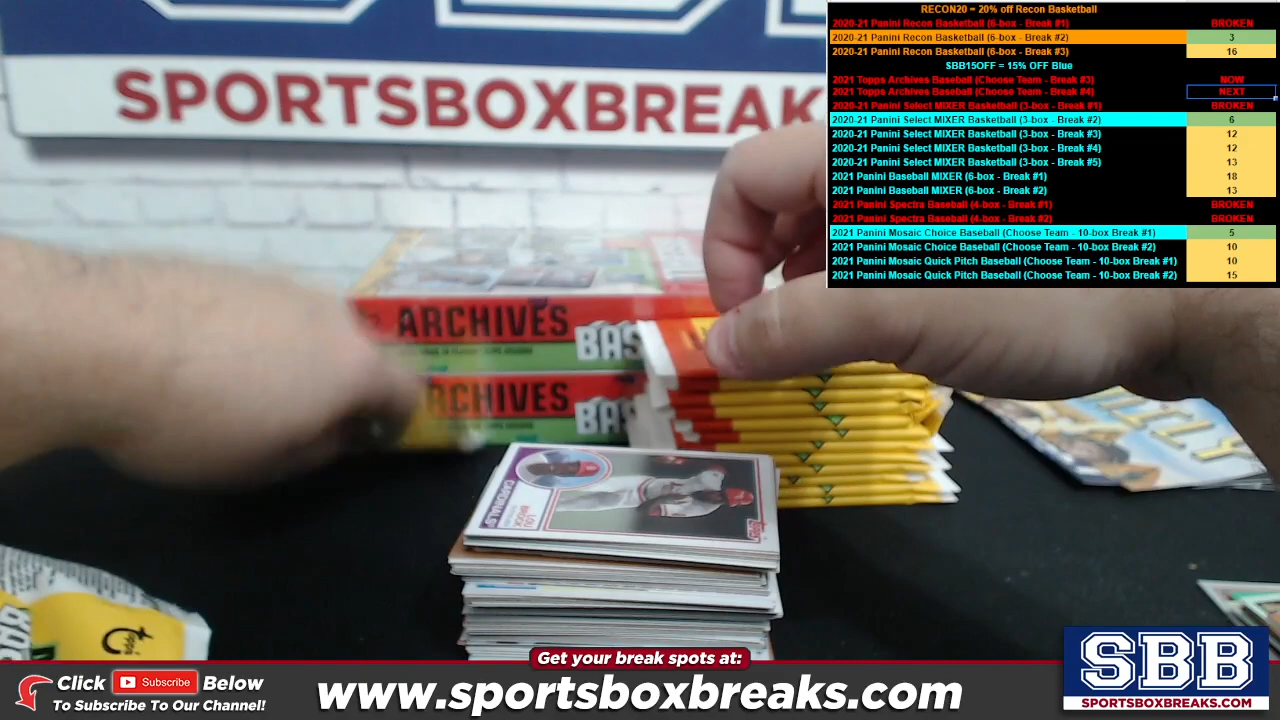 RECON20 = 20% off Recon Basketball
2020-21 Panini Recon Basketball (6-box - Break #1) BROKEN
2020-21 Panini Recon Basketball (6-box - Break #2) 3
2020-21 Panini Recon Basketball (6-box - Break #3) 16
SBB15OFF = 15% OFF Blue
2021 Topps Archives Baseball (Choose Team - Break #3) NOW
2021 Topps Archives Baseball (Choose Team - Break #4) NEXT
2020-21 Panini Select MIXER Basketball (3-box - Break #1) BROKEN
2020-21 Panini Select MIXER Basketball (3-box - Break #2) 6
2020-21 Panini Select MIXER Basketball (3-box - Break #3) 12
2020-21 Panini Select MIXER Basketball (3-box - Break #4) 12
2020-21 Panini Select MIXER Basketball (3-box - Break #5) 13
2021 Panini Baseball MIXER (6-box - Break #1) 18
2021 Panini Baseball MIXER (6-box - Break #2) 13
2021 Panini Spectra Baseball (4-box - Break #1) BROKEN
2021 Panini Spectra Baseball (4-box - Break #2) BROKEN
2021 Panini Mosaic Choice Baseball (Choose Team - 10-box Break #1) 5
2021 Panini Mosaic Choice Baseball (Choose Team - 10-box Break #2) 10
2021 Panini Mosaic Quick Pitch Baseball (Choose Team - 10-box Break #1) 10
2021 Panini Mosaic Quick Pitch Baseball (Choose Team - 10-box Break #2) 15
SPORTSBOXBREAK
ARCHIVES
BAS
RCHIVES
BAS
CARDINALS
LOU
BROCK
Topps
topps
Get your break spots at:
Click Subscribe Below
To Subscribe To Our Channel!
www.sportsboxbreaks.com
SBB
SPORTSBOXBREAKS.COM